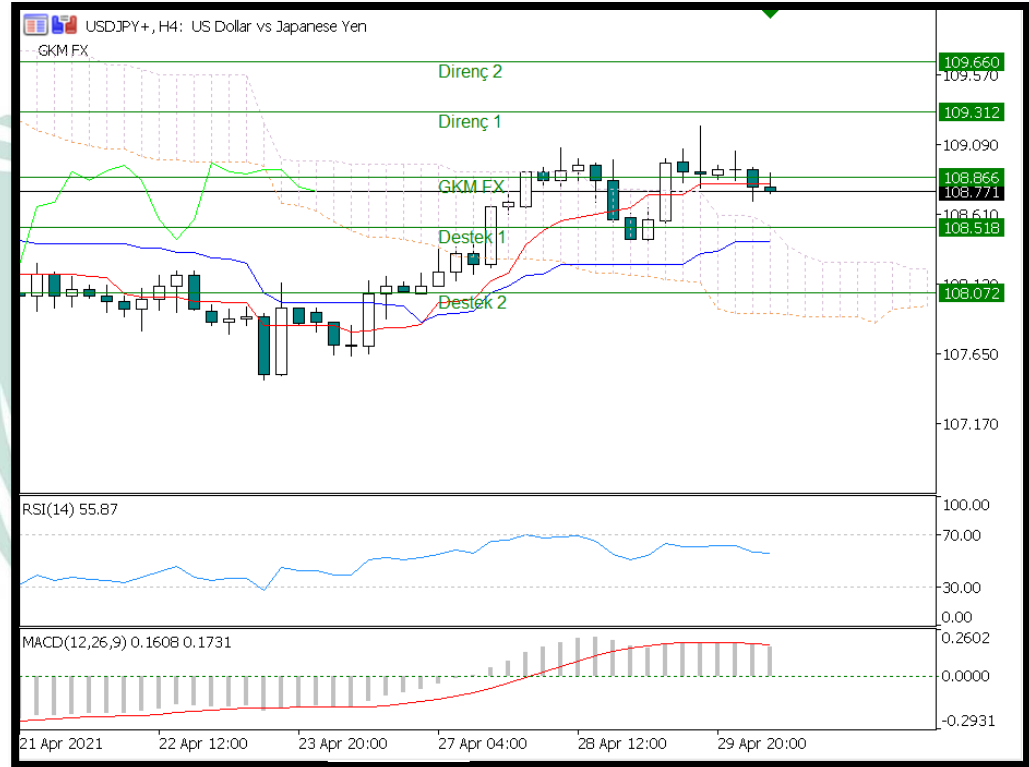 USDJPY+, H4: US Dollar vs Japanese Yen
GKM FX
109.660
Direnç 2
109.570
109.312
Direnç 1
109.090
108.866
GKM FX
108.771
108.610
108.518
Destek 1
108.072
Destek 2
107.650
107.170
RSI(14) 55.87
100.00
70.00
30.00
0.00
MACD(12,26,9) 0.1608 0.1731
0.2602
0.0000
-0.2931
21 Apr 2021
22 Apr 12:00
23 Apr 20:00
27 Apr 04:00
28 Apr 12:00
29 Apr 20:00